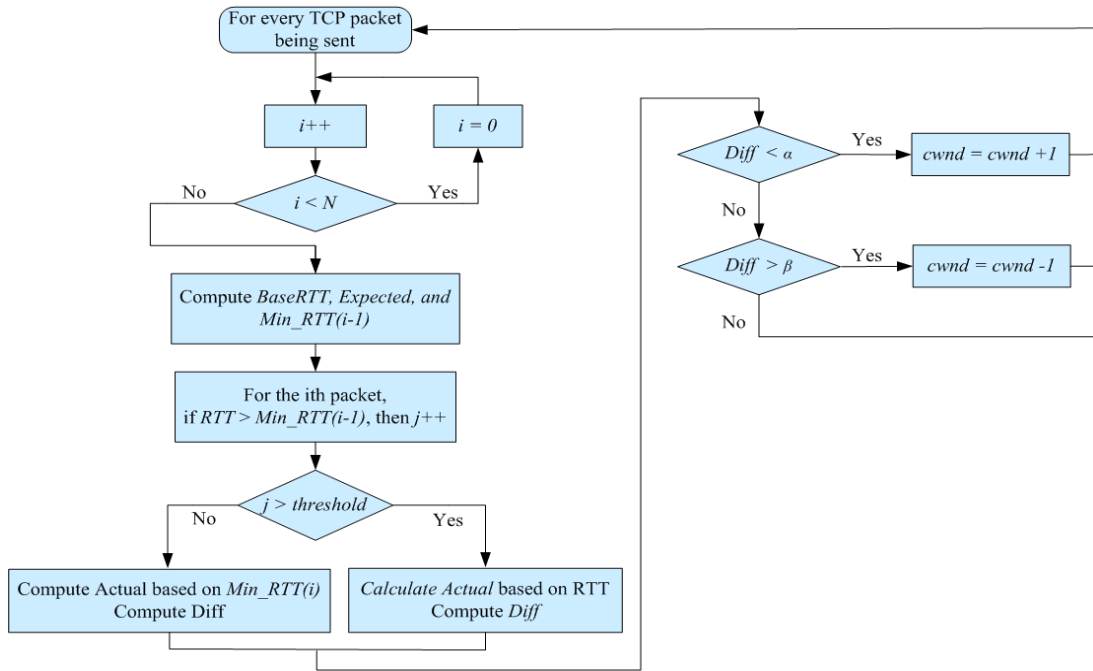 For every TCP packet
being sent
i++
i = 0
No
Yes
i < N
Compute BaseRTT, Expected, and
Min_RTT(i-1)
For the ith packet,
if RTT > Min_RTT(i-1), then j++
j > threshold
No
Yes
Compute Actual based on Min_RTT(i)
Compute Diff
Calculate Actual based on RTT
Compute Diff
Diff < α
Yes
cwnd = cwnd +1
No
Diff > β
Yes
cwnd = cwnd -1
No